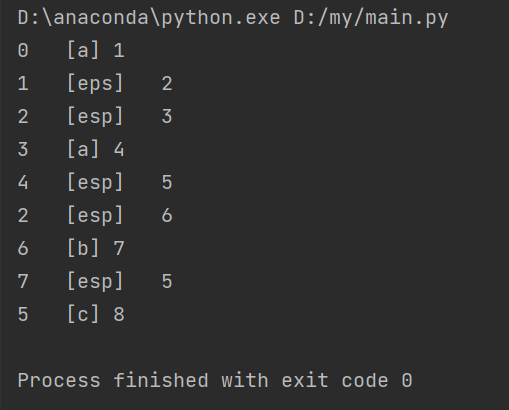 D:\anaconda\python.exe D:/my/main.py
0 [a] 1
1 [eps] 2
2 [esp] 3
3 [a] 4
4 [esp] 5
2 [esp] 6
6 [b] 7
7 [esp] 5
5 [c] 8
Process finished with exit code 0